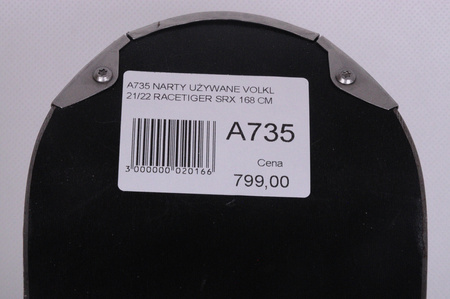 A735 NARTY UŻYWANE VOLKL
21/22 RACETIGER SRX 168 CM
A735
Cena
799,00
3 000000 020166